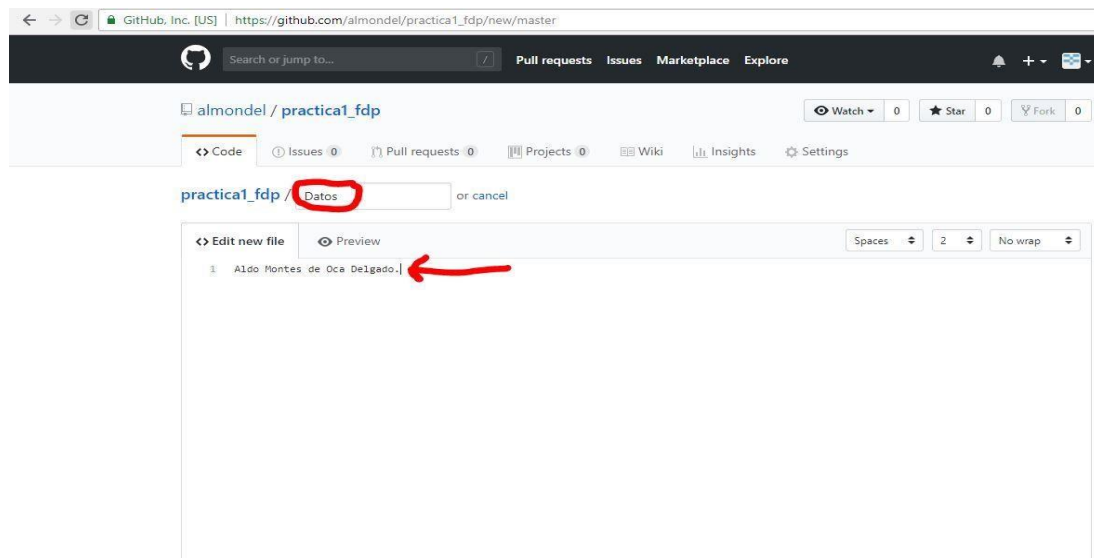 GitHub, Inc. [US] | https://github.com/almondel/practica1_fdp/new/master
Search or jump to... / Pull requests Issues Marketplace Explore
almondel / practica1_fdp Watch 0 Star 0 Fork 0
Code Issues 0 Pull requests 0 Projects 0 Wiki Insights Settings
practica1_fdp / Datos or cancel
Edit new file Preview Spaces 2 No wrap
1 Aldo Montes de Oca Delgado.